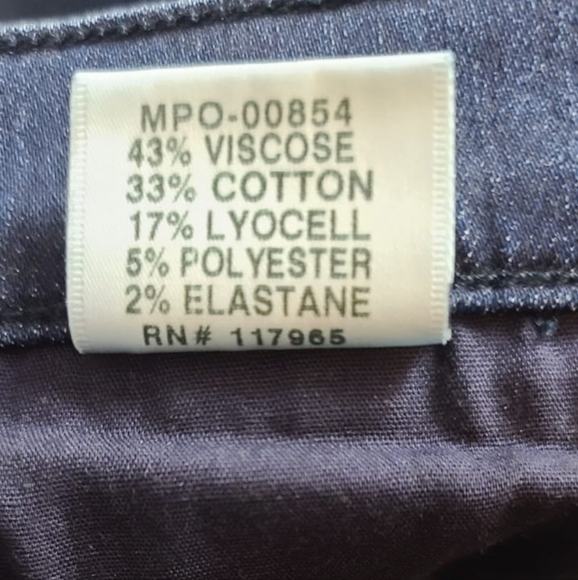 MPO-00854
43% VISCOSE
33% COTTON
17% LYOCELL
5% POLYESTER
2% ELASTANE
RN# 117965